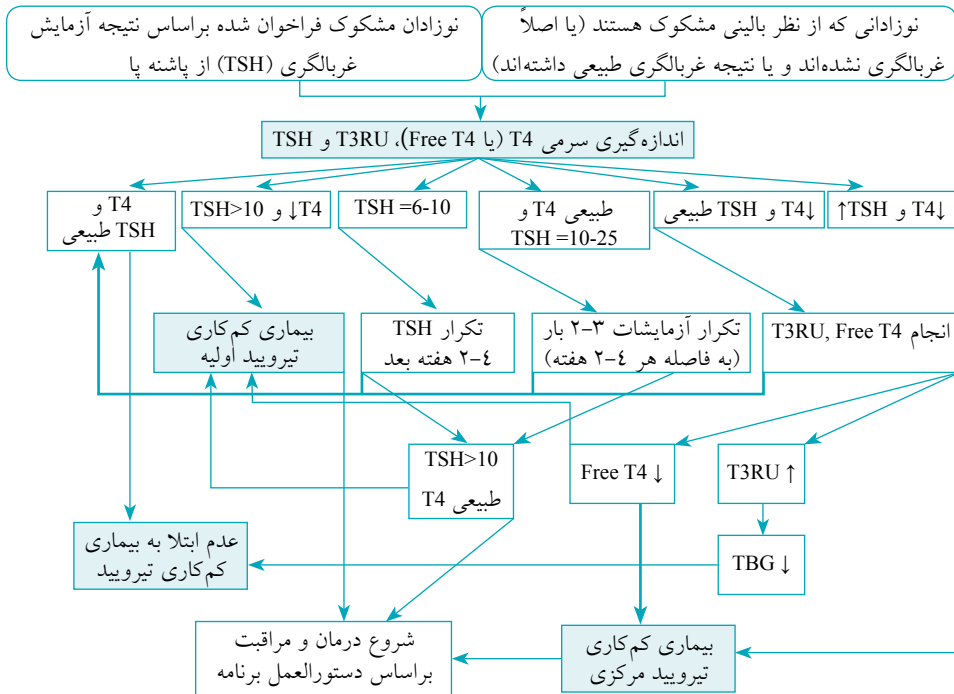 نوزادان مشکوک فراخوان شده براساس نتیجه آزمایش
غربالگری (TSH) از پاشنه پا
نوزادانی که از نظر بالینی مشکوک هستند (یا اصلاً
غربالگری نشده‌اند و یا نتیجه غربالگری طبیعی داشته‌اند)
اندازه‌گیری سرمی T4 (یا Free T4)، T3RU و TSH
T4 و
TSH طبیعی
T4↓ و TSH>10
TSH =6-10
طبیعی T4 و
TSH =10-25
T4↓ و TSH طبیعی
T4↓ و TSH↑
بیماری کم‌کاری
تیرویید اولیه
تکرار TSH
٢-٤ هفته بعد
تکرار آزمایشات ٣-٢ بار
(به فاصله هر ٤-٢ هفته)
انجام T3RU, Free T4
TSH>10
طبیعی T4
Free T4 ↓
T3RU ↑
عدم ابتلا به بیماری
کم‌کاری تیرویید
TBG ↓
شروع درمان و مراقبت
براساس دستورالعمل برنامه
بیماری کم‌کاری
تیرویید مرکزی